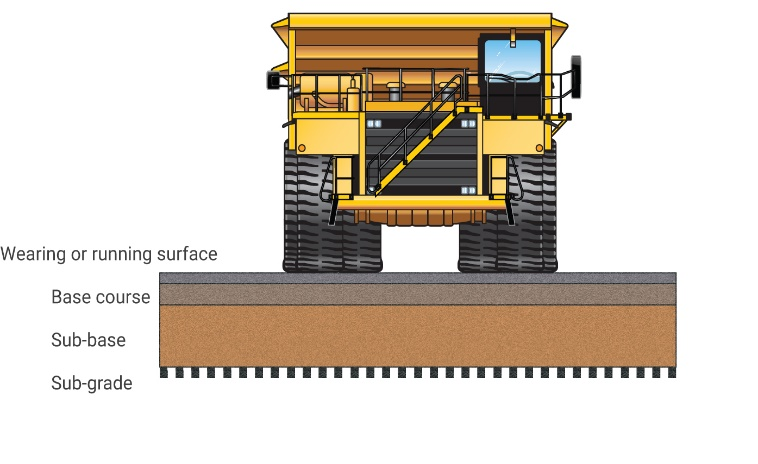 Wearing or running surface
Base course
Sub-base
Sub-grade